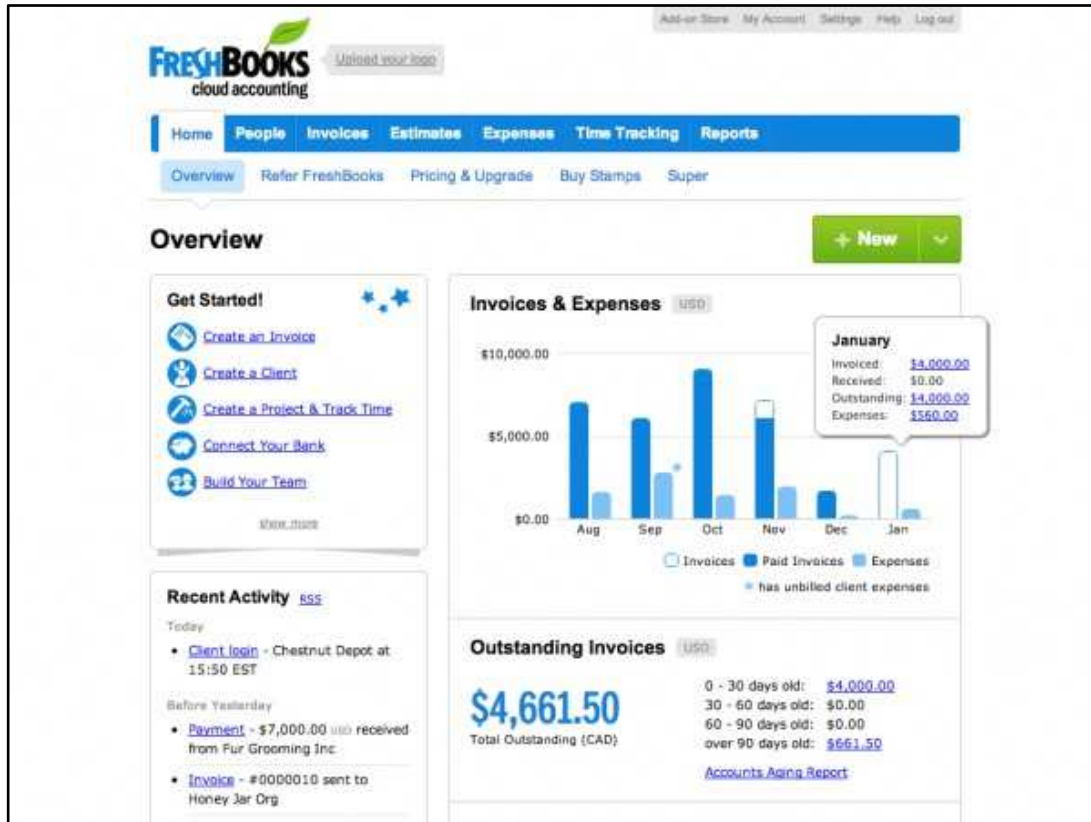 Add-on Store My Account Settings Help Log out
FRESHBOOKS
cloud accounting
Upload your logo
Home People Invoices Estimates Expenses Time Tracking Reports
Overview Refer FreshBooks Pricing & Upgrade Buy Stamps Super
Overview
+ New
Get Started!
Create an Invoice
Create a Client
Create a Project & Track Time
Connect Your Bank
Build Your Team
show more
Recent Activity RSS
Today
• Client login - Chestnut Depot at
15:50 EST
Before Yesterday
• Payment - $7,000.00 USD received
from Fur Grooming Inc
• Invoice - #0000010 sent to
Honey Jar Org
Invoices & Expenses USD
January
Invoiced: $4,000.00
Received: $0.00
Outstanding: $4,000.00
Expenses: $560.00
$10,000.00
$5,000.00
$0.00
Aug Sep Oct Nov Dec Jan
Invoices Paid Invoices Expenses
* has unbilled client expenses
Outstanding Invoices USD
$4,661.50
Total Outstanding (CAD)
0 - 30 days old: $4,000.00
30 - 60 days old: $0.00
60 - 90 days old: $0.00
over 90 days old: $661.50
Accounts Aging Report